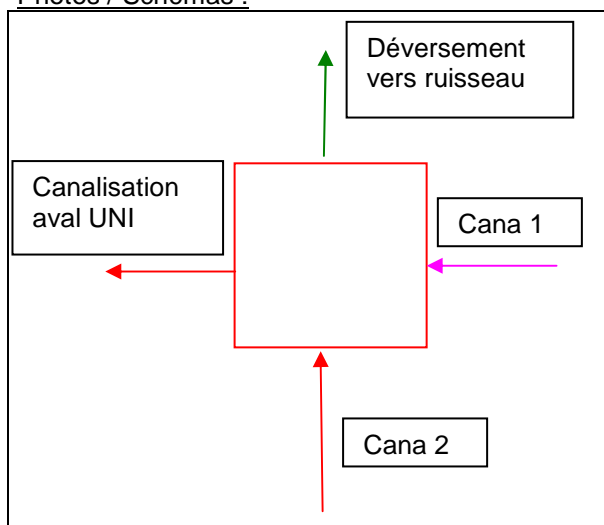 Photos / Schémas :
Déversement
vers ruisseau
Canalisation
aval UNI
Cana 1
Cana 2